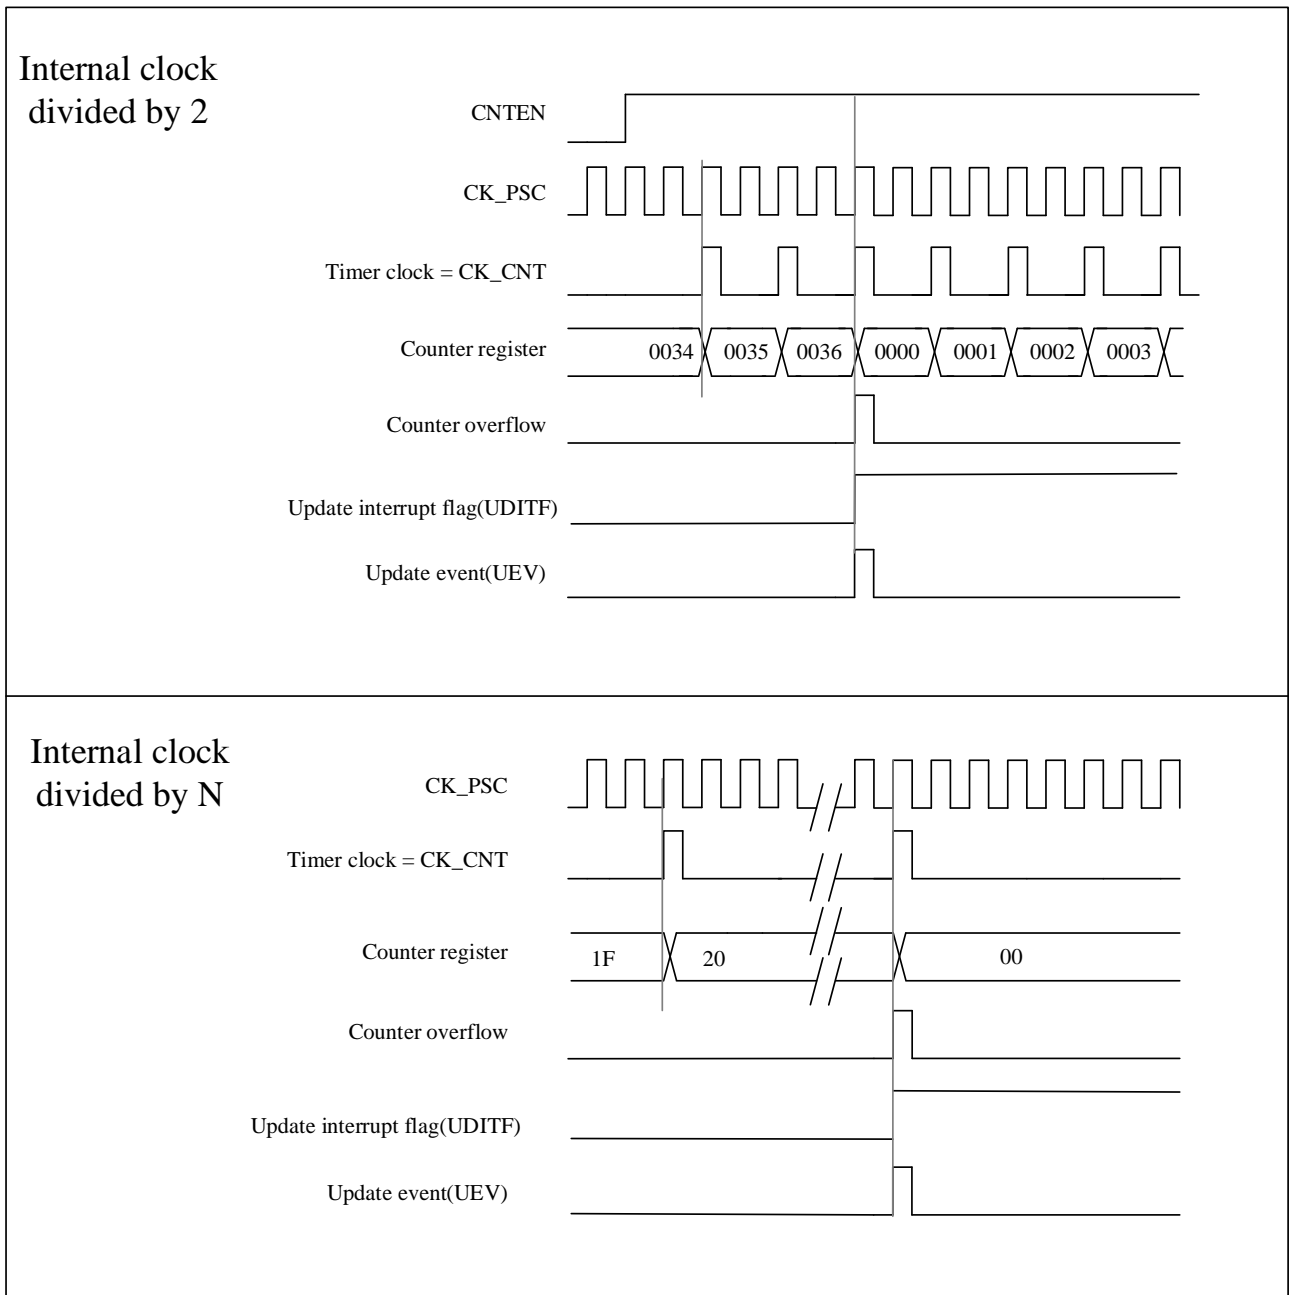 Internal clock
divided by 2
CNTEN
CK_PSC
Timer clock = CK_CNT
Counter register
0034 0035 0036 0000 0001 0002 0003
Counter overflow
Update interrupt flag(UDITF)
Update event(UEV)
Internal clock
divided by N
CK_PSC
Timer clock = CK_CNT
Counter register
1F 20 00
Counter overflow
Update interrupt flag(UDITF)
Update event(UEV)